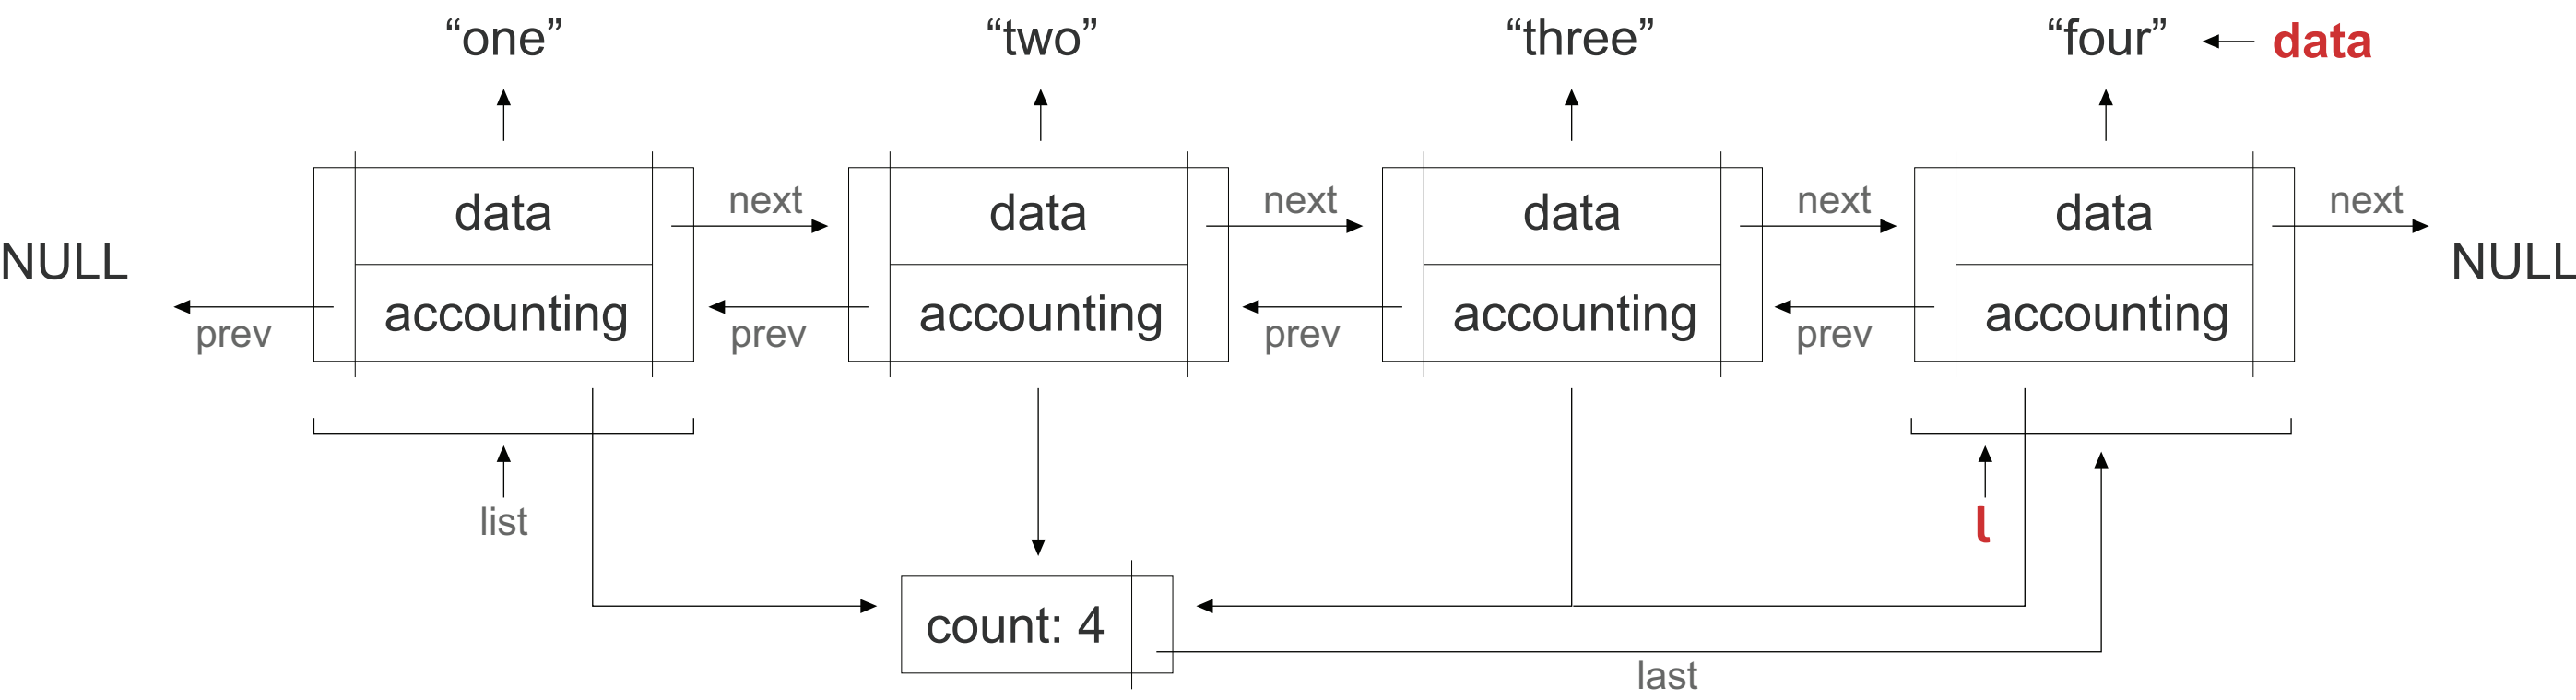 “one”
“two”
“three”
“four”
data
data
data
data
data
next
next
next
next
NULL
NULL
accounting
accounting
accounting
accounting
prev
prev
prev
prev
list
l
count: 4
last